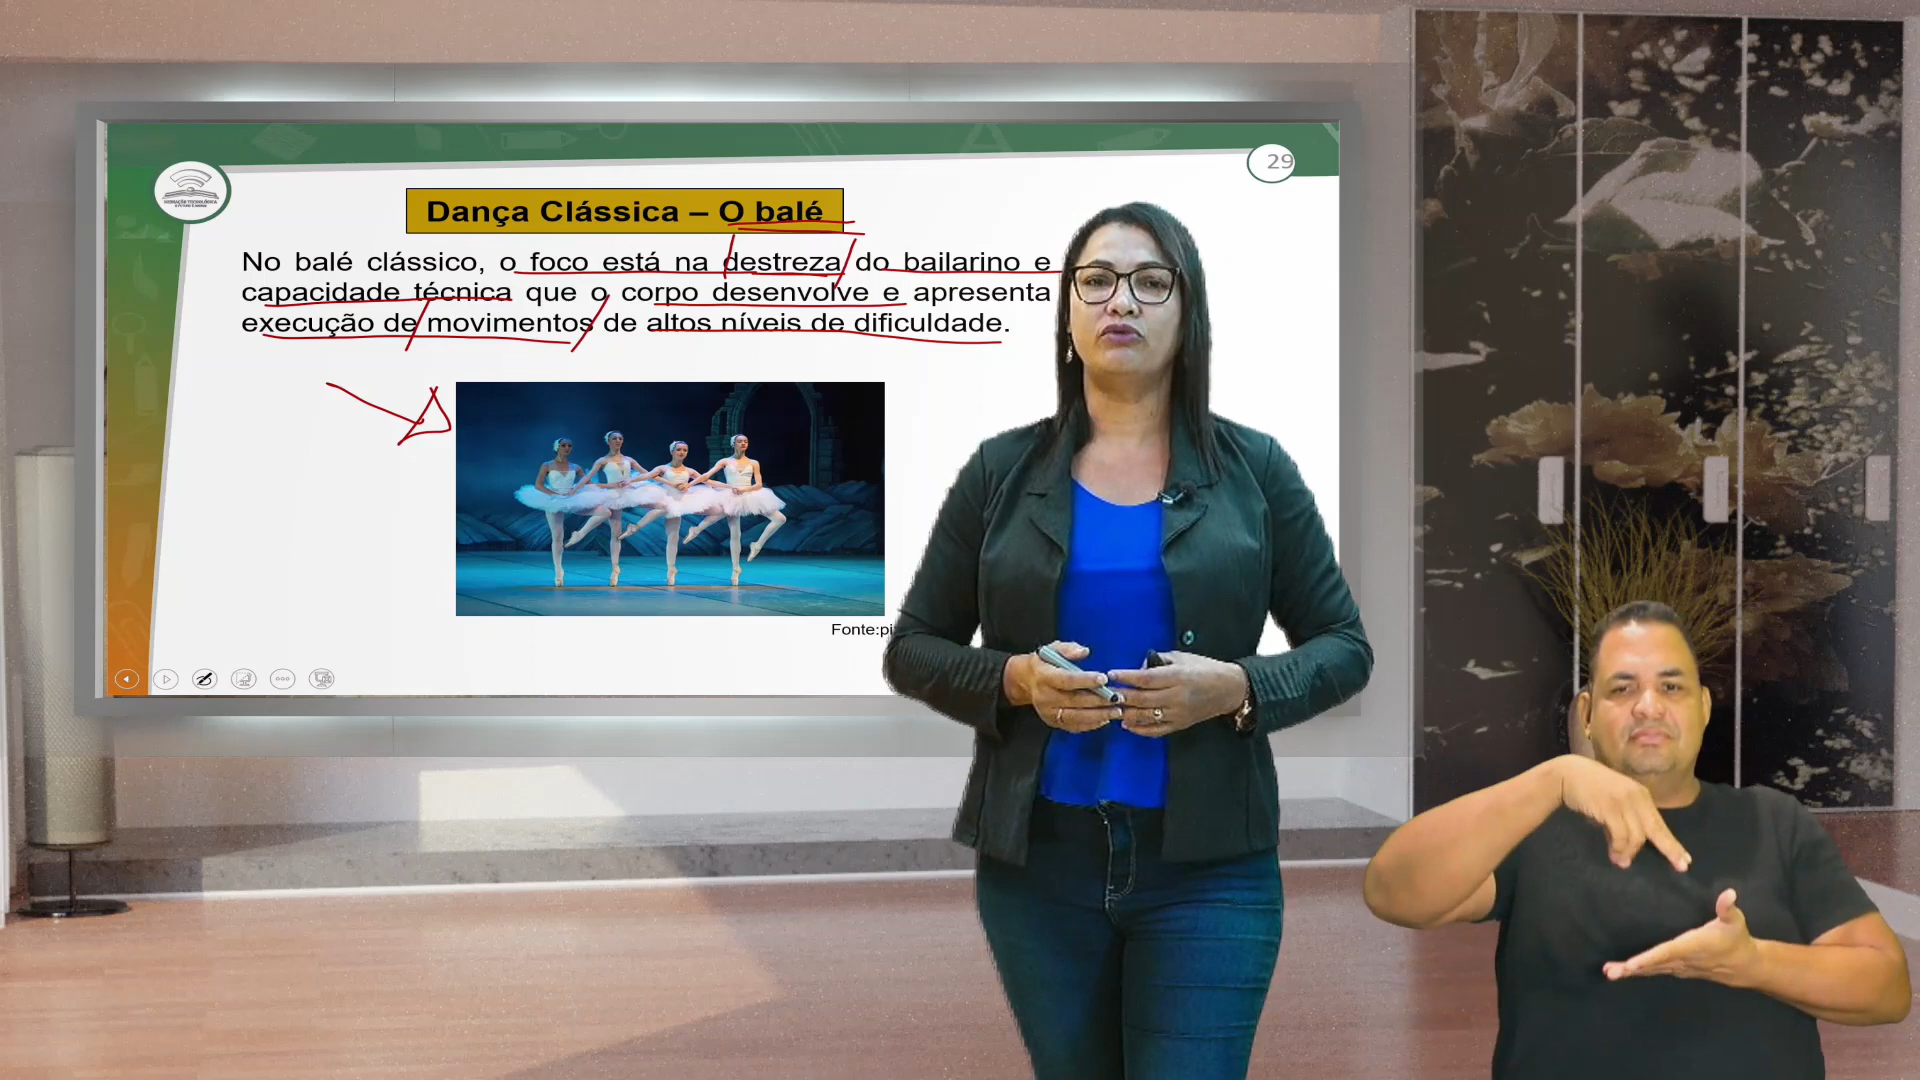 29
Dança Clássica – O balé
No balé clássico, o foco está na destreza do bailarino e
capacidade técnica que o corpo desenvolve e apresenta
execução de movimentos de altos níveis de dificuldade.
Fonte:pi